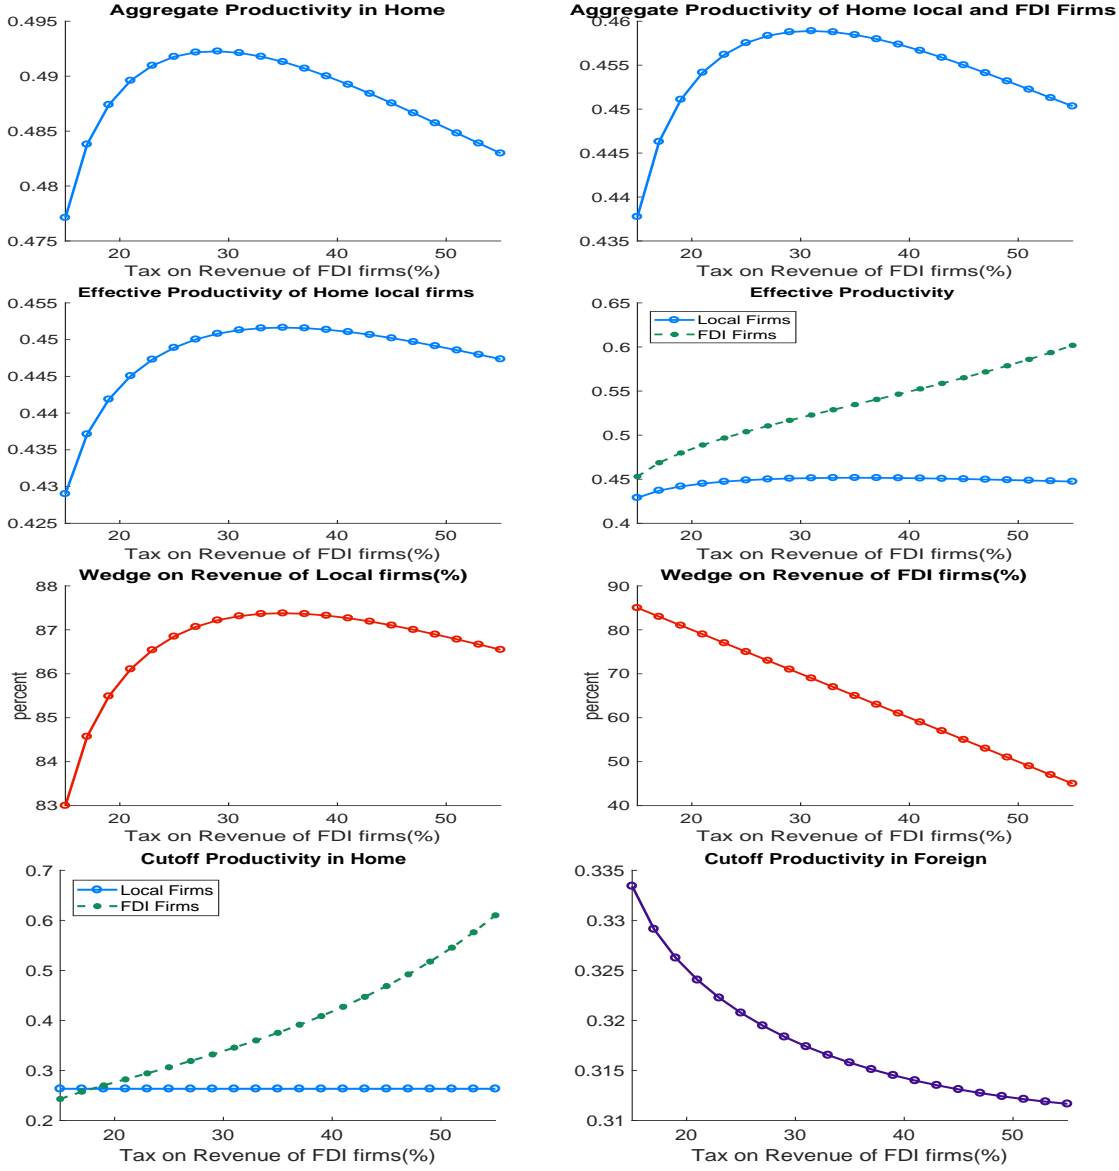 Aggregate Productivity in Home
0.495
0.49
0.485
0.48
0.475
20 30 40 50
Tax on Revenue of FDI firms(%)
Aggregate Productivity of Home local and FDI Firms
0.46
0.455
0.45
0.445
0.44
0.435
20 30 40 50
Tax on Revenue of FDI firms(%)
Effective Productivity of Home local firms
0.455
0.45
0.445
0.44
0.435
0.43
0.425
20 30 40 50
Tax on Revenue of FDI firms(%)
Effective Productivity
0.65
0.6
0.55
0.5
0.45
0.4
Local Firms
FDI Firms
20 30 40 50
Tax on Revenue of FDI firms(%)
Wedge on Revenue of Local firms(%)
88
87
86
85
84
83
percent
20 30 40 50
Tax on Revenue of FDI firms(%)
Wedge on Revenue of FDI firms(%)
90
80
70
60
50
40
percent
20 30 40 50
Tax on Revenue of FDI firms(%)
Cutoff Productivity in Home
0.7
0.6
0.5
0.4
0.3
0.2
Local Firms
FDI Firms
20 30 40 50
Tax on Revenue of FDI firms(%)
Cutoff Productivity in Foreign
0.335
0.33
0.325
0.32
0.315
0.31
20 30 40 50
Tax on Revenue of FDI firms(%)